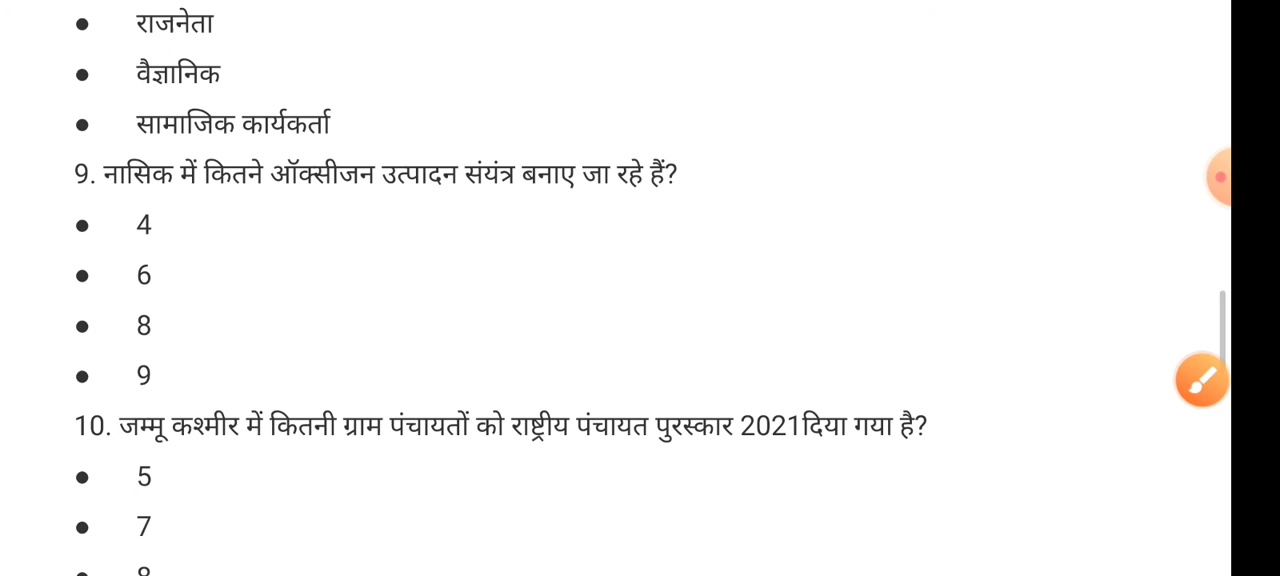 ● राजनेता
● वैज्ञानिक
● सामाजिक कार्यकर्ता
9. नासिक में कितने ऑक्सीजन उत्पादन संयंत्र बनाए जा रहे हैं?
● 4
● 6
● 8
● 9
10. जम्मू कश्मीर में कितनी ग्राम पंचायतों को राष्ट्रीय पंचायत पुरस्कार 2021दिया गया है?
● 5
● 7